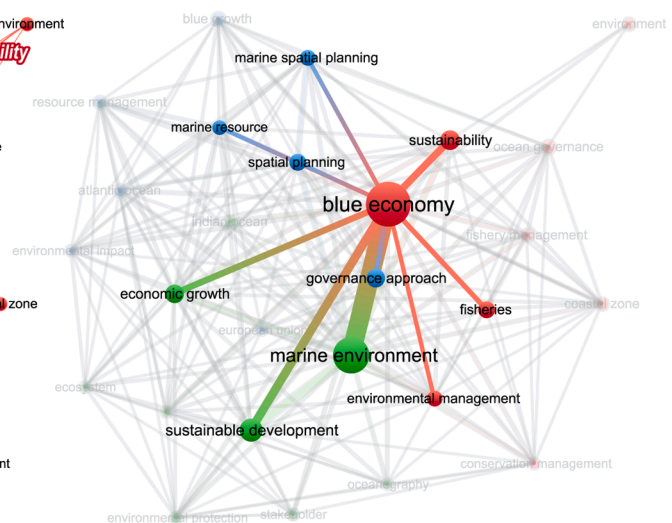 blue growth
environment
nvironment
ility
marine spatial planning
resource management
marine resource
sustainability
ocean governance
spatial planning
atlantic ocean
blue economy
indian ocean
fishery management
environmental impact
governance approach
economic growth
l zone
fisheries
coastal zone
european union
marine environment
ecosystem
environmental management
sustainable development
nt
conservation management
oceanography
environmental protection
stakeholder